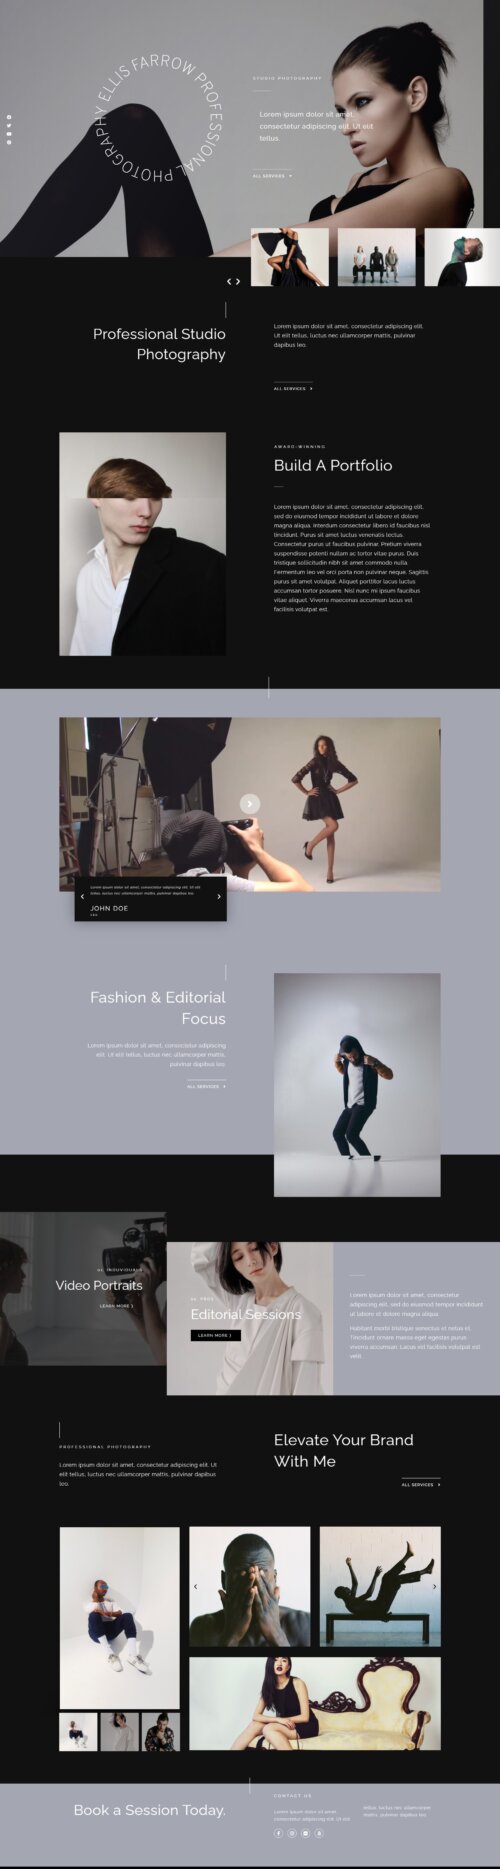 ELLIS FARROW PROFESSIONAL PHOTOGRAPHY
STUDIO PHOTOGRAPHY
Lorem ipsum dolor sit amet,
consectetur adipiscing elit. Ut elit
tellus.
ALL SERVICES
Professional Studio
Photography
Lorem ipsum dolor sit amet, consectetur adipiscing elit.
Ut elit tellus, luctus nec ullamcorper mattis, pulvinar
dapibus leo.
ALL SERVICES
AWARD-WINNING
Build A Portfolio
Lorem ipsum dolor sit amet, consectetur adipiscing elit,
sed do eiusmod tempor incididunt ut labore et dolore
magna aliqua. Interdum consectetur libero id faucibus nisl
tincidunt. Purus sit amet luctus venenatis lectus.
Consectetur purus ut faucibus pulvinar. Pretium viverra
suspendisse potenti nullam ac tortor vitae purus. Duis
tristique sollicitudin nibh sit amet commodo nulla.
Fermentum leo vel orci porta non pulvinar neque. Sagittis
purus sit amet volutpat. Aliquet porttitor lacus luctus
accumsan tortor posuere. Nisl nunc mi ipsum faucibus
vitae aliquet. Viverra maecenas accumsan lacus vel
facilisis volutpat est.
Lorem ipsum dolor sit amet, consectetur adipiscing elit. Ut elit
tellus, luctus nec ullamcorper mattis, pulvinar dapibus leo.
JOHN DOE
CEO
Fashion & Editorial
Focus
Lorem ipsum dolor sit amet, consectetur adipiscing
elit. Ut elit tellus, luctus nec ullamcorper mattis,
pulvinar dapibus leo.
ALL SERVICES
01. INDIVIDUALS
Video Portraits
LEARN MORE
02. PROS
Editorial Sessions
LEARN MORE
Lorem ipsum dolor sit amet, consectetur
adipiscing elit, sed do eiusmod tempor incididunt
ut labore et dolore magna aliqua.
Habitant morbi tristique senectus et netus et.
Tincidunt ornare massa eget egestas purus
viverra accumsan. Lacus vel facilisis volutpat est
velit.
PROFESSIONAL PHOTOGRAPHY
Lorem ipsum dolor sit amet, consectetur adipiscing elit. Ut
elit tellus, luctus nec ullamcorper mattis, pulvinar dapibus
leo.
Elevate Your Brand
With Me
ALL SERVICES
Book a Session Today.
CONTACT US
Lorem ipsum dolor sit amet,
consectetur adipiscing elit. Ut elit
tellus, luctus nec ullamcorper
mattis, pulvinar dapibus leo.